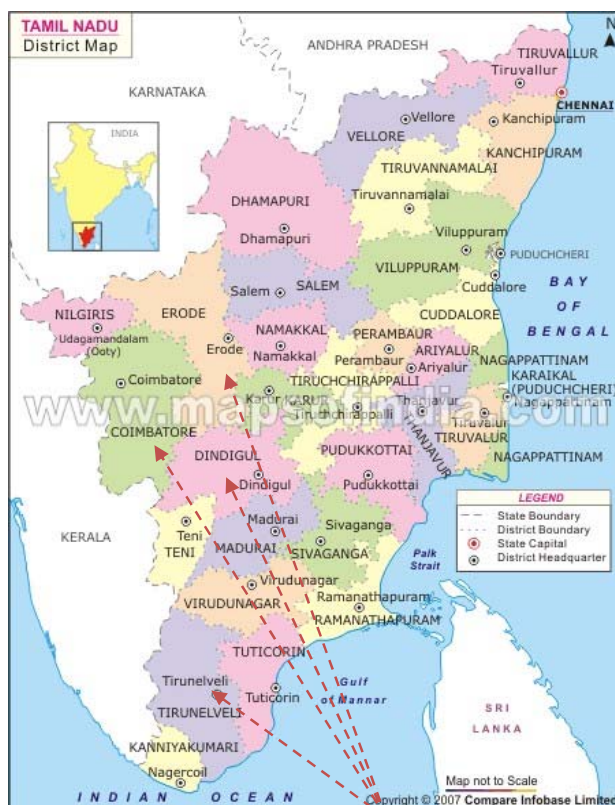 TAMIL NADU
District Map
ANDHRA PRADESH
KARNATAKA
INDIA
TIRUVALLUR
Tiruvallur
CHENNAI
Vellore
VELLORE
Kanchipuram
KANCHIPURAM
TIRUVANNAMALAI
Tiruvannamalai
DHAMAPURI
Dhamapuri
Viluppuram
VILUPPURAM
PUDUCHCHERI
Cuddalore
CUDDALORE
BAY
OF
BENGAL
Salem
SALEM
NILGIRIS
Udagamandalam
(Ooty)
ERODE
Erode
NAMAKKAL
Namakkal
PERAMBAUR
Perambaur
ARIYALUR
Ariyalur
NAGAPPATTINAM
KARAIKAL
(PUDUCHCHERI)
Nagappattinam
Coimbatore
COIMBATORE
TIRUCHCHIRAPPALLI
Tiruchchirappalli
Karur
KARUR
Thanjavur
THANJAVUR
Tiruvalur
TIRUVALUR
NAGAPPATTINAM
www.mapsofindia.com
DINDIGUL
Dindigul
PUDUKKOTTAI
Pudukkottai
KERALA
Teni
TENI
Madurai
MADURAI
Sivaganga
SIVAGANGA
LEGEND
State Boundary
District Boundary
State Capital
District Headquarter
Palk
Strait
Virudunagar
VIRUDUNAGAR
Ramanathapuram
RAMANATHAPURAM
TUTICORIN
Tuticorin
Tirunelveli
TIRUNELVELI
Gulf
of Mannar
SRI
LANKA
KANNIYAKUMARI
Nagercoil
INDIAN OCEAN
Map not to Scale
Copyright © 2007 Compare Infobase Limite